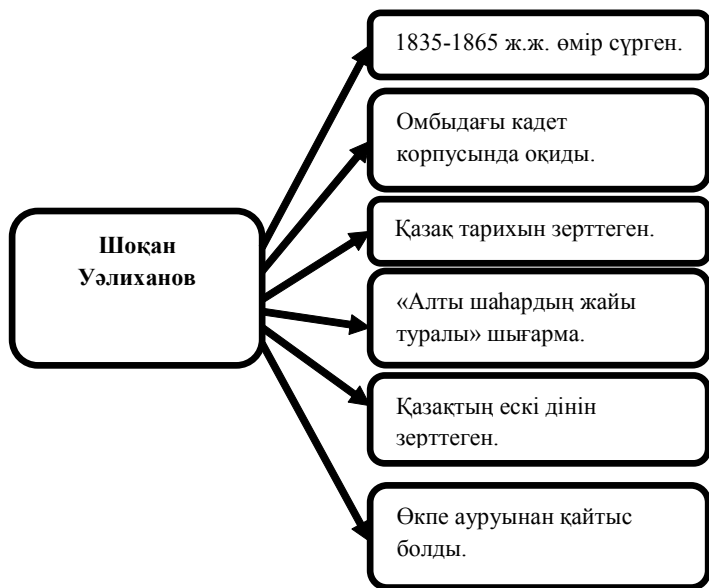 Шоқан
Уәлиханов
1835-1865 ж.ж. өмір сүрген.
Омбыдағы кадет
корпусында оқиды.
Қазақ тарихын зерттеген.
«Алты шаһардың жайы
туралы» шығарма.
Қазақтың ескі дінін
зерттеген.
Өкпе ауруынан қайтыс
болды.